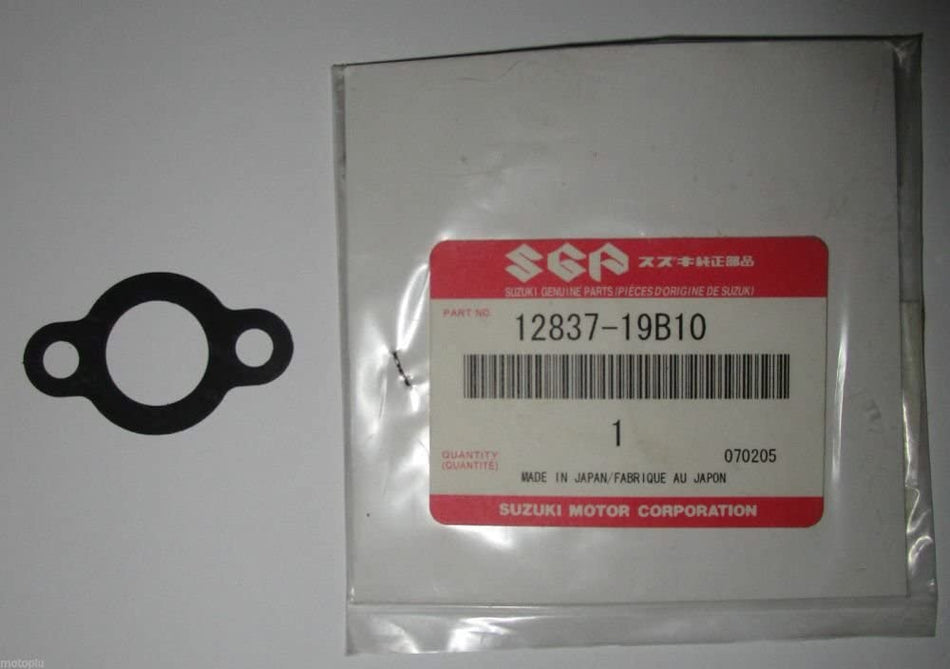 SGP スズキ純正部品
SUZUKI GENUINE PARTS/PIÈCES D'ORIGINE DE SUZUKI
PART NO.
12837-19B10
1
QUANTITY
(QUANTITÉ)
070205
MADE IN JAPAN/FABRIQUE AU JAPON
SUZUKI MOTOR CORPORATION
motoplu